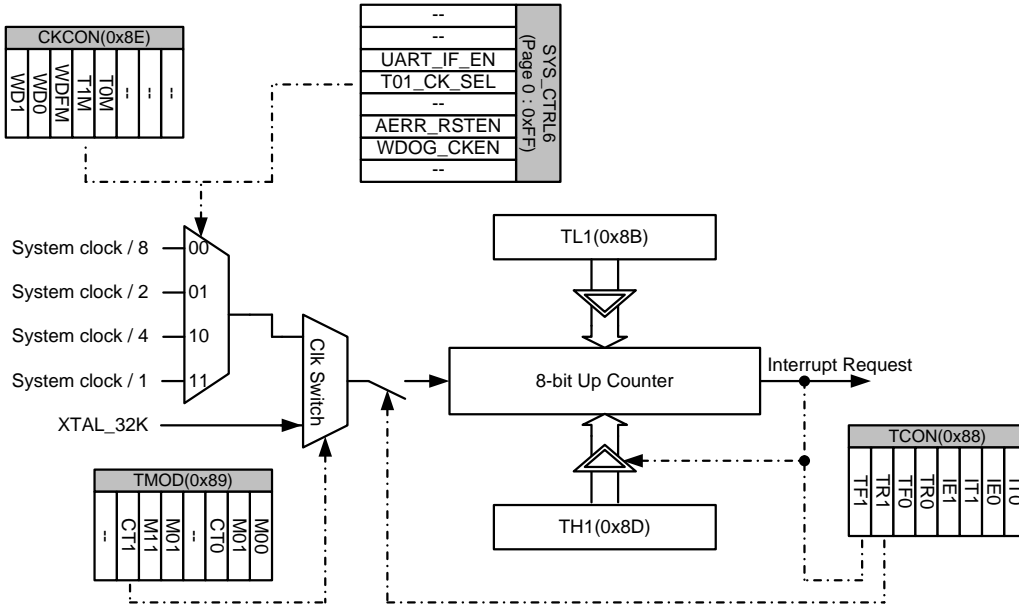 CKCON(0x8E)
WD1
WD0
WDFM
T1M
T0M
--
--
--
--
--
UART_IF_EN
T01_CK_SEL
--
AERR_RSTEN
WDOG_CKEN
--
SYS_CTRL6
(Page 0 : 0xFF)
System clock / 8
00
System clock / 2
01
System clock / 4
10
System clock / 1
11
XTAL_32K
Clk Switch
TL1(0x8B)
8-bit Up Counter
Interrupt Request
TH1(0x8D)
TMOD(0x89)
--
CT1
M11
M01
--
CT0
M01
M00
TCON(0x88)
TF1
TR1
TF0
TR0
IE1
IT1
IE0
IT0